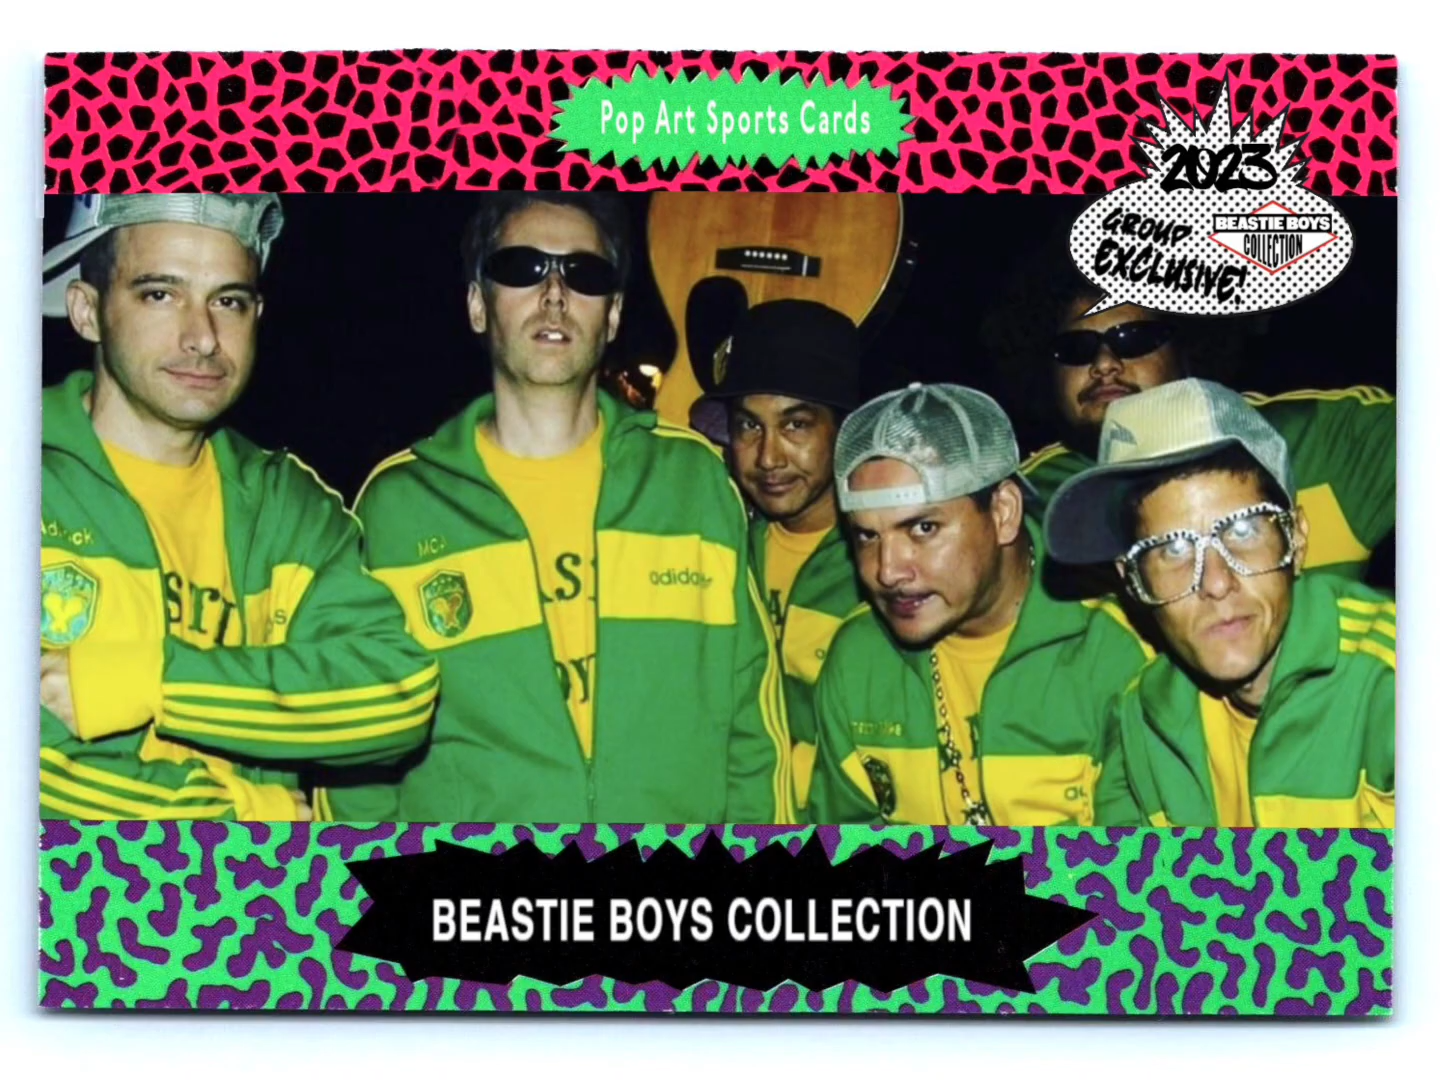 Pop Art Sports Cards
2023
GROUP
EXCLUSIVE!
BEASTIE BOYS
COLLECTION
MCA
adidas
BEASTIE BOYS COLLECTION